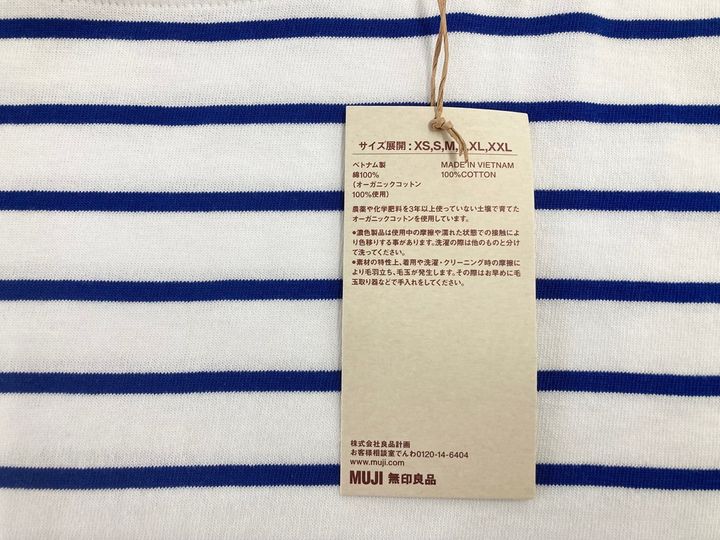 サイズ展開 : XS,S,M, XL,XXL
ベトナム製 MADE IN VIETNAM
綿100% 100%COTTON
(オーガニックコットン
100%使用)
農薬や化学肥料を3年以上使っていない土壌で育てた
オーガニックコットンを使用しています。
●濃色製品は使用中の摩擦や濡れた状態での接触によ
り色移りする事があります。洗濯の際は他のものと分け
て洗ってください。
●素材の特性上、着用や洗濯・クリーニング時の摩擦に
より毛羽立ち、毛玉が発生します。その際はお早めに毛
玉取り器などで手入れをしてください。
株式会社良品計画
お客様相談室でんわ0120-14-6404
www.muji.com
MUJI 無印良品